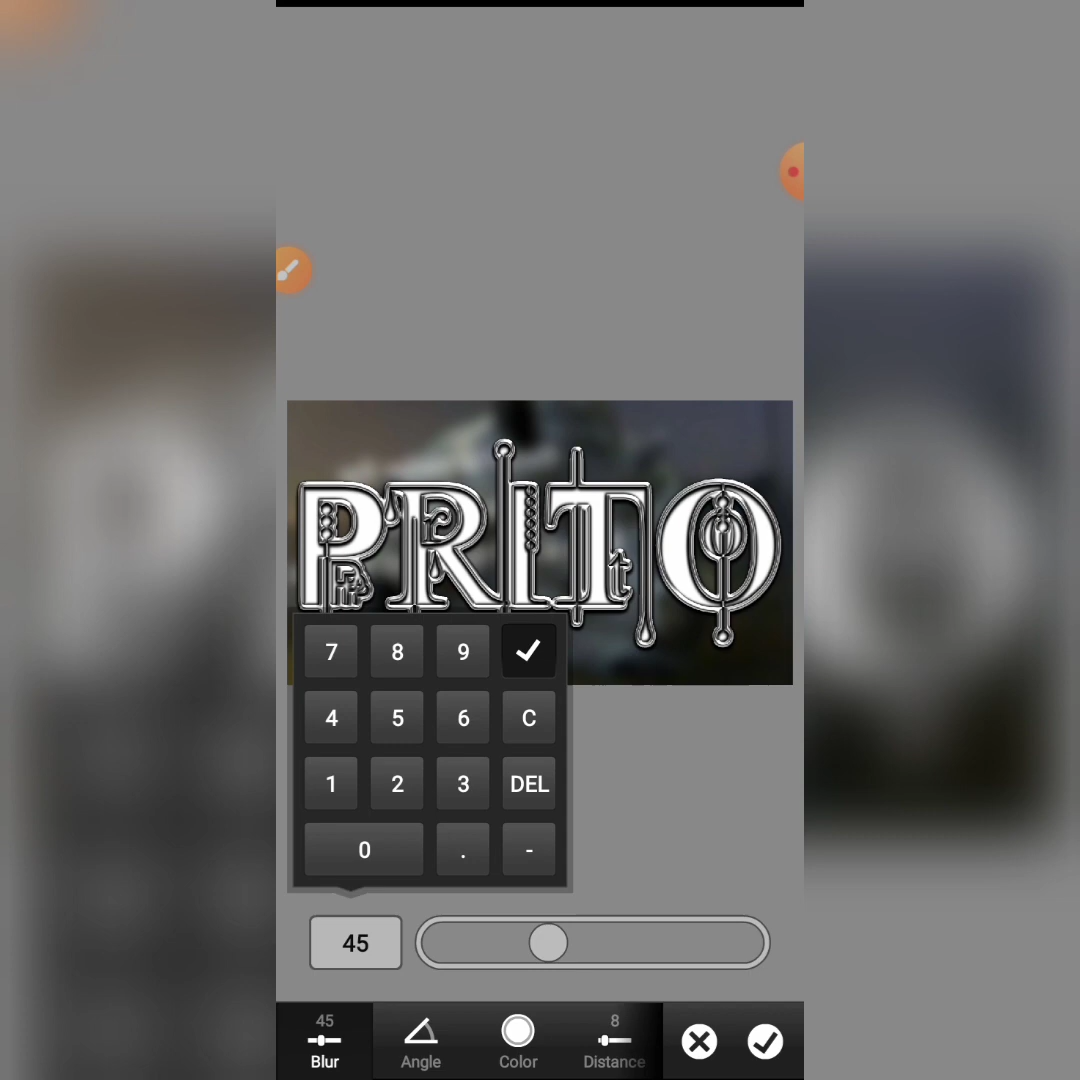 PRITO
7 8 9
4 5 6 C
1 2 3 DEL
0 . -
45
45 8
Blur Angle Color Distance